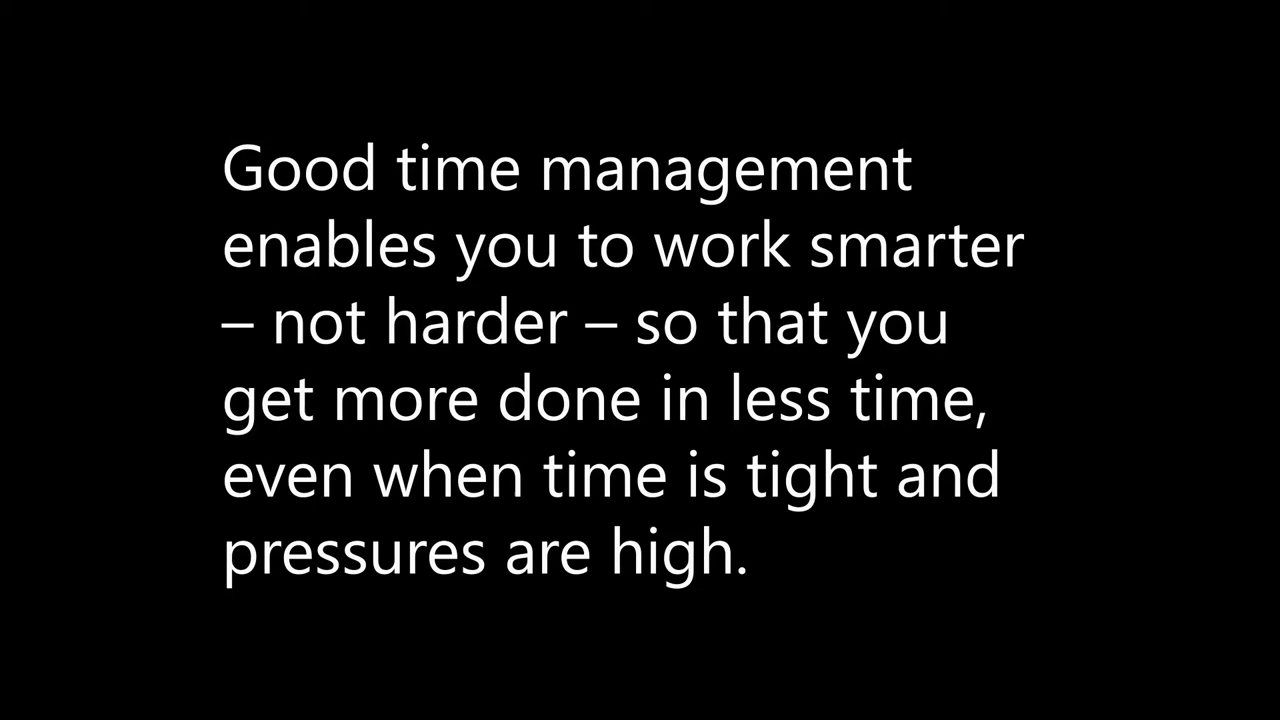 Good time management
enables you to work smarter
– not harder – so that you
get more done in less time,
even when time is tight and
pressures are high.